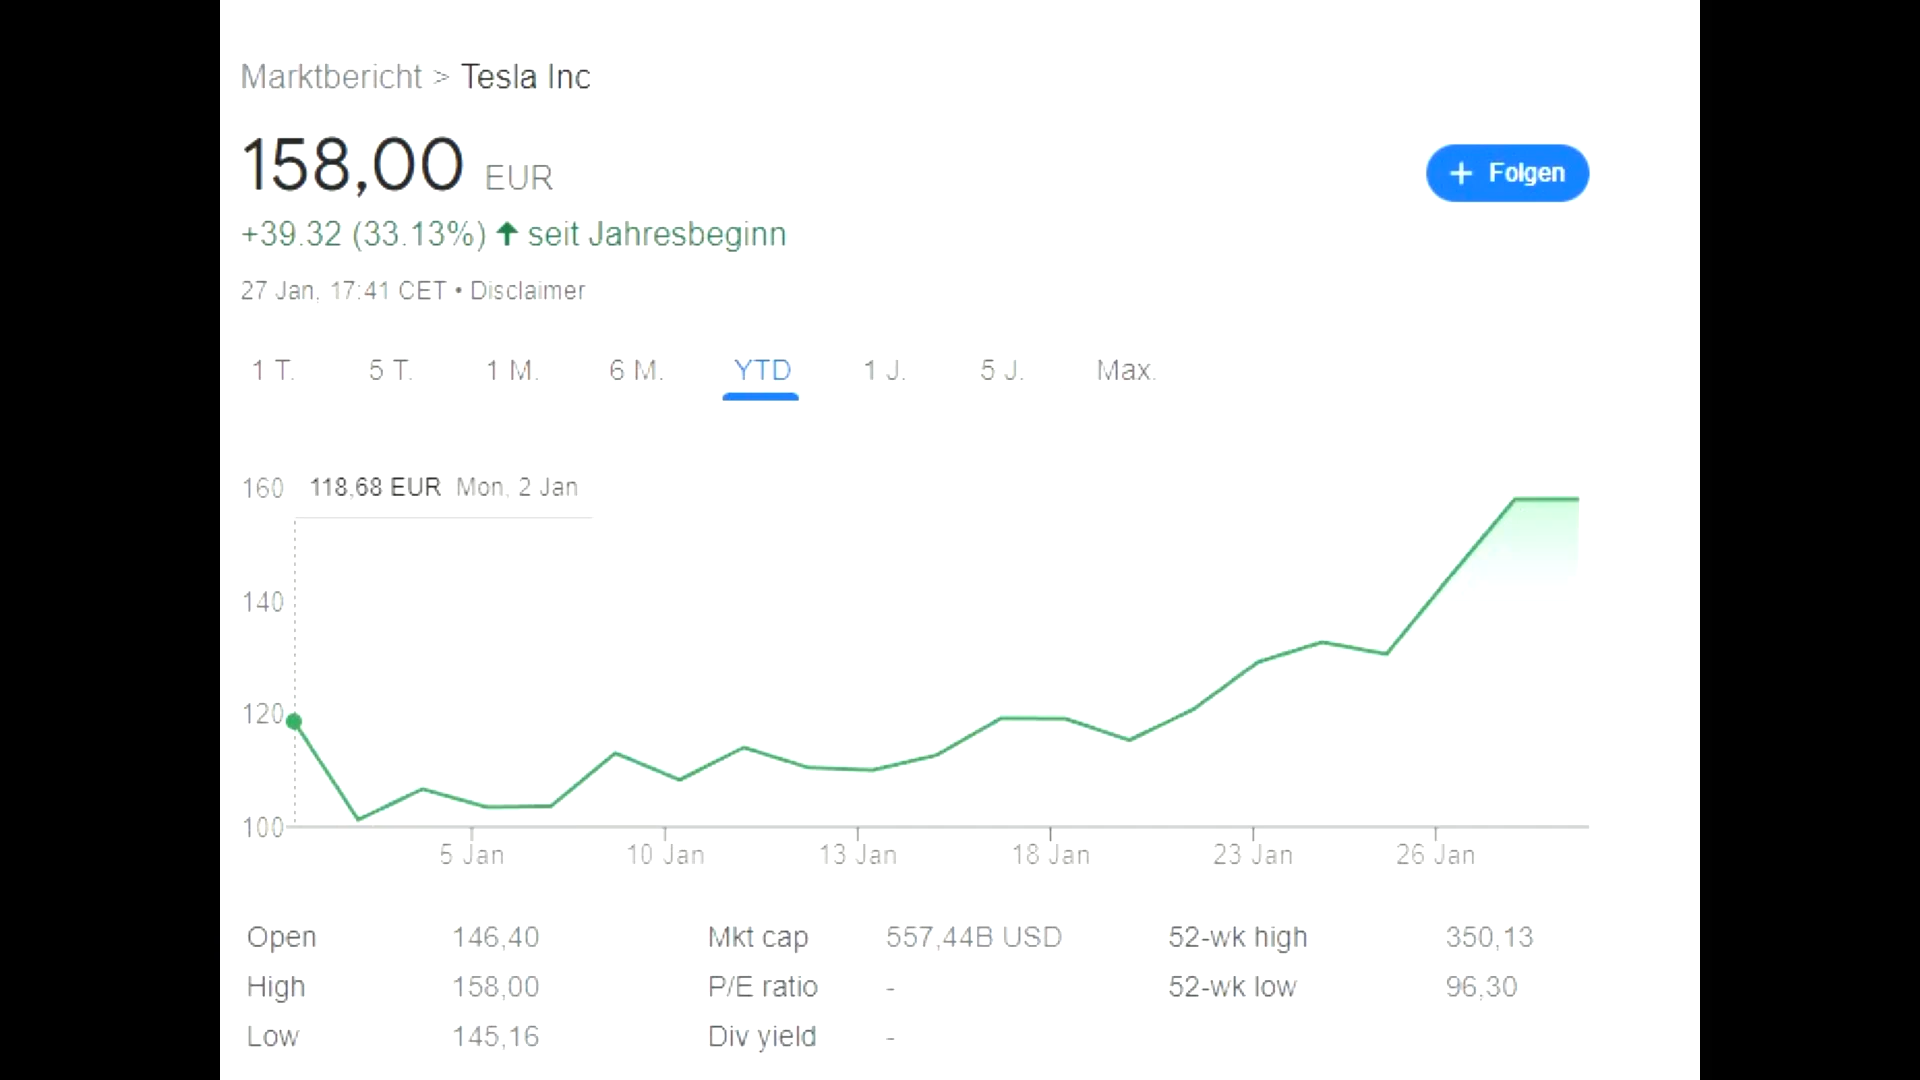 Marktbericht > Tesla Inc
158,00 EUR
+ Folgen
+39.32 (33.13%) ↑ seit Jahresbeginn
27 Jan, 17:41 CET • Disclaimer
1 T. 5 T. 1 M. 6 M. YTD 1 J. 5 J. Max.
160 118,68 EUR Mon, 2 Jan
140
120
100
5 Jan 10 Jan 13 Jan 18 Jan 23 Jan 26 Jan
Open 146,40 Mkt cap 557,44B USD 52-wk high 350,13
High 158,00 P/E ratio - 52-wk low 96,30
Low 145,16 Div yield -